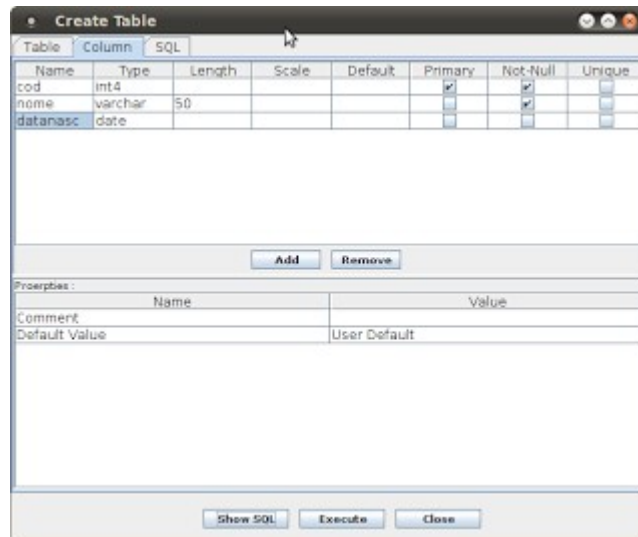 Create Table
Table Column SQL
Name Type Length Scale Default Primary Not-Null Unique
cod int4
nome varchar 50
datanasc date
Add Remove
Proerpties :
Name Value
Comment
Default Value User Default
Show SQL Execute Close